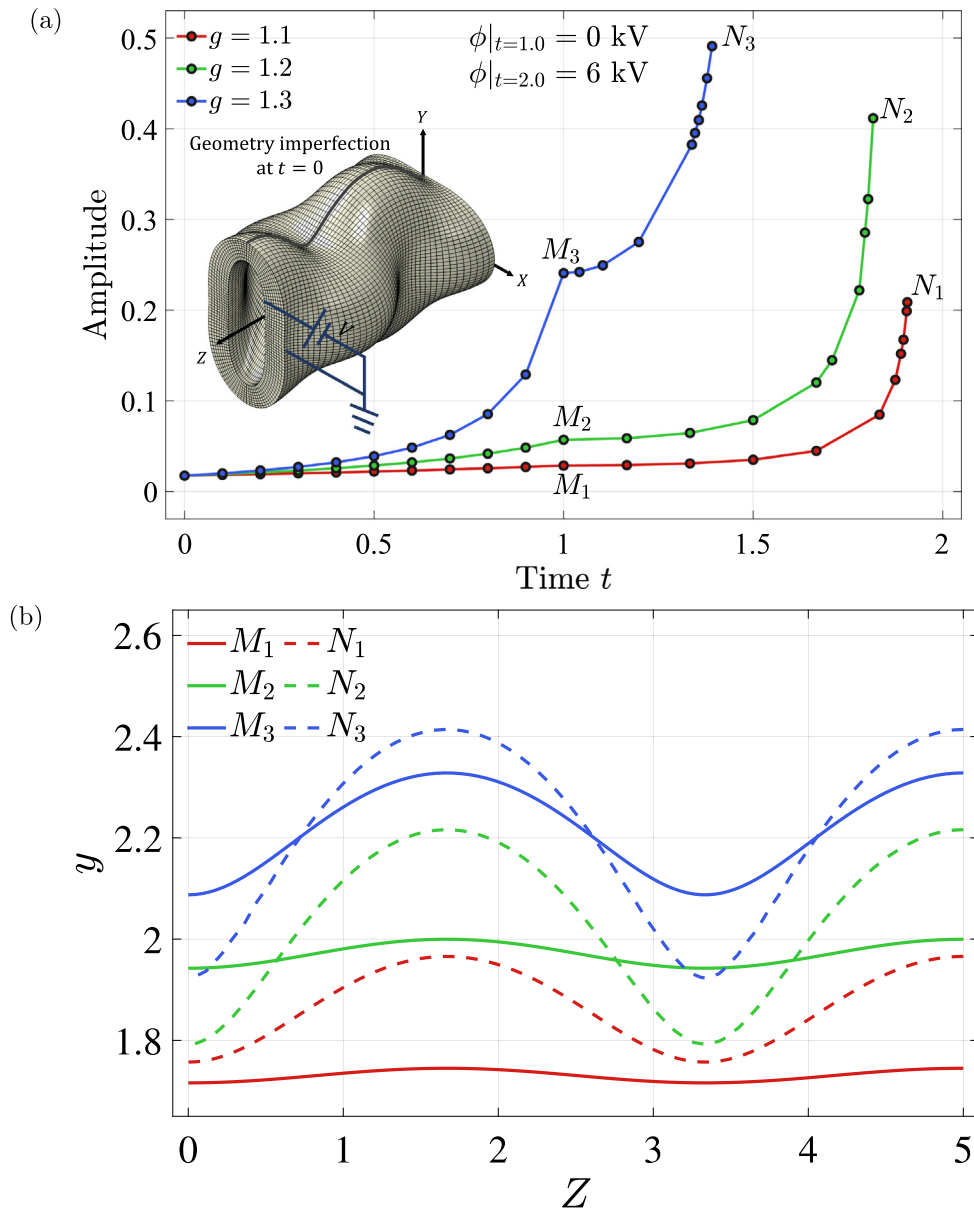 (a)
g = 1.1
g = 1.2
g = 1.3
ϕ|t=1.0 = 0 kV
ϕ|t=2.0 = 6 kV
Geometry imperfection
at t = 0
Y
X
Z
V
N3
N2
N1
M3
M2
M1
0.5
0.4
0.3
0.2
0.1
0
Amplitude
0 0.5 1 1.5 2
Time t
(b)
M1 N1
M2 N2
M3 N3
2.6
2.4
2.2
2
1.8
y
0 1 2 3 4 5
Z